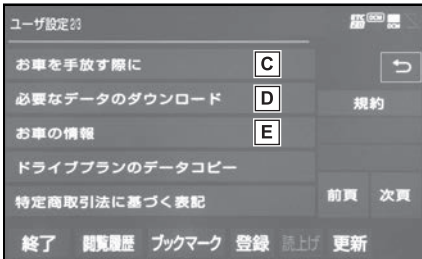 ユーザ設定2/3
ETC DCM
お車を手放す際に C
必要なデータのダウンロード D
規約
お車の情報 E
ドライブプランのデータコピー
特定商取引法に基づく表記
前頁 次頁
終了 閲覧履歴 ブックマーク 登録 読上げ 更新